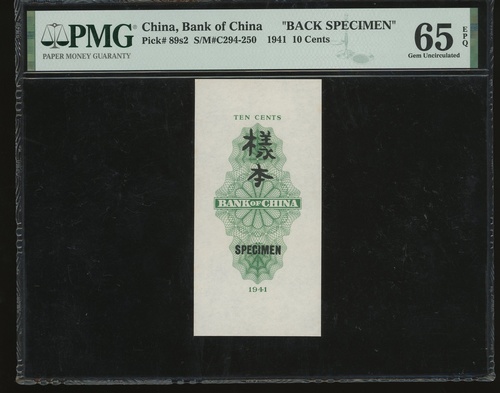 PMG
PAPER MONEY GUARANTY
China, Bank of China "BACK SPECIMEN"
Pick# 89s2 S/M#C294-250 1941 10 Cents
65 EPQ
Gem Uncirculated
TEN CENTS
樣
本
BANK OF CHINA
SPECIMEN
1941